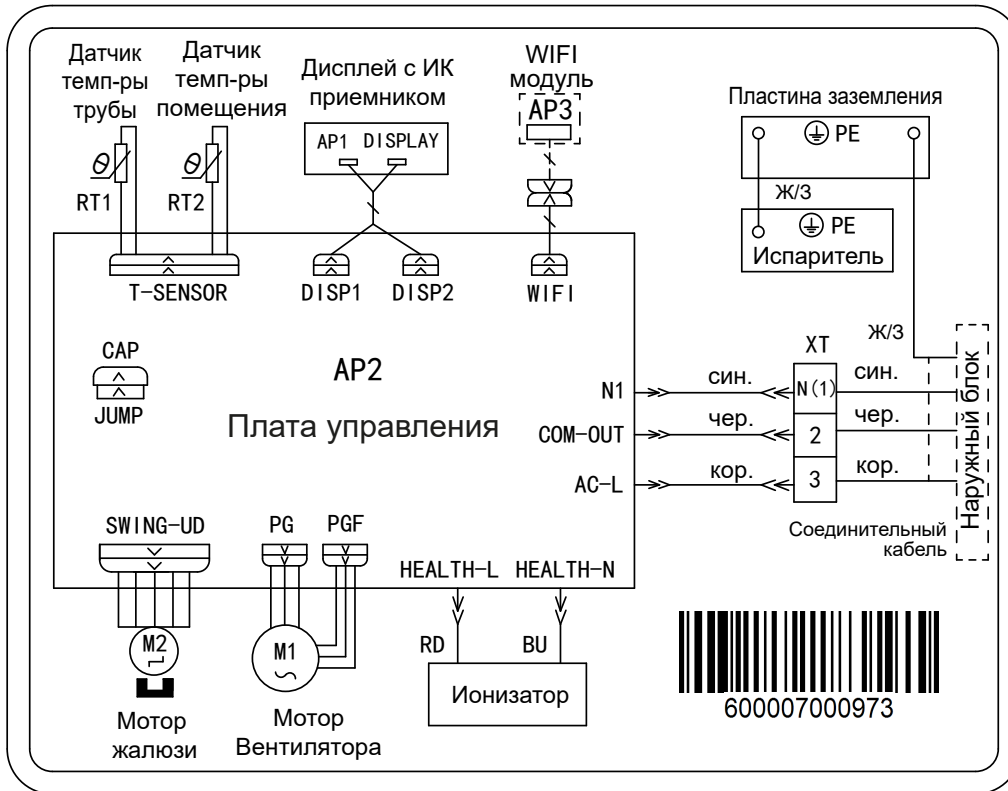 Датчик
темп-ры
трубы
Датчик
темп-ры
помещения
Дисплей с ИК
приемником
WIFI
модуль
AP3
Пластина заземления
AP1 DISPLAY
PE
RT1
RT2
Ж/З
PE
Испаритель
T-SENSOR
DISP1
DISP2
WIFI
CAP
JUMP
AP2
Плата управления
Ж/З
XT
N1
син.
N(1)
син.
COM-OUT
чер.
2
чер.
AC-L
кор.
3
кор.
Наружный блок
Соединительный
кабель
SWING-UD
PG
PGF
HEALTH-L
HEALTH-N
M2
M1
RD
BU
Ионизатор
Мотор
жалюзи
Мотор
Вентилятора
600007000973